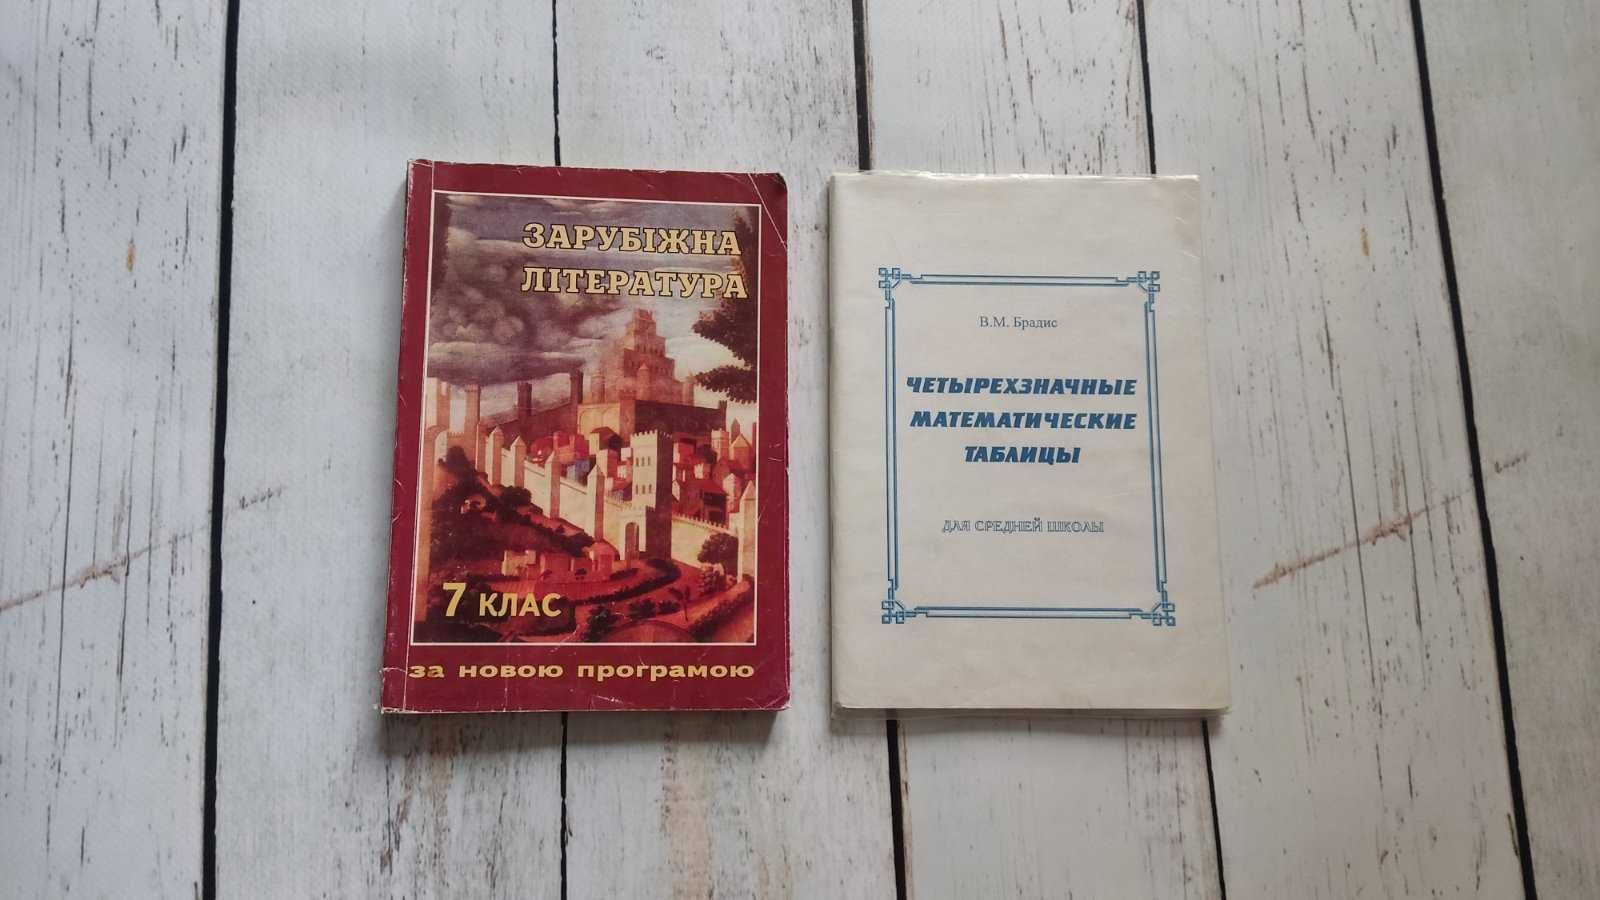 ЗАРУБІЖНА
ЛІТЕРАТУРА
7 КЛАС
за новою програмою
В.М. Брадис
ЧЕТЫРЕХЗНАЧНЫЕ
МАТЕМАТИЧЕСКИЕ
ТАБЛИЦЫ
ДЛЯ СРЕДНЕЙ ШКОЛЫ